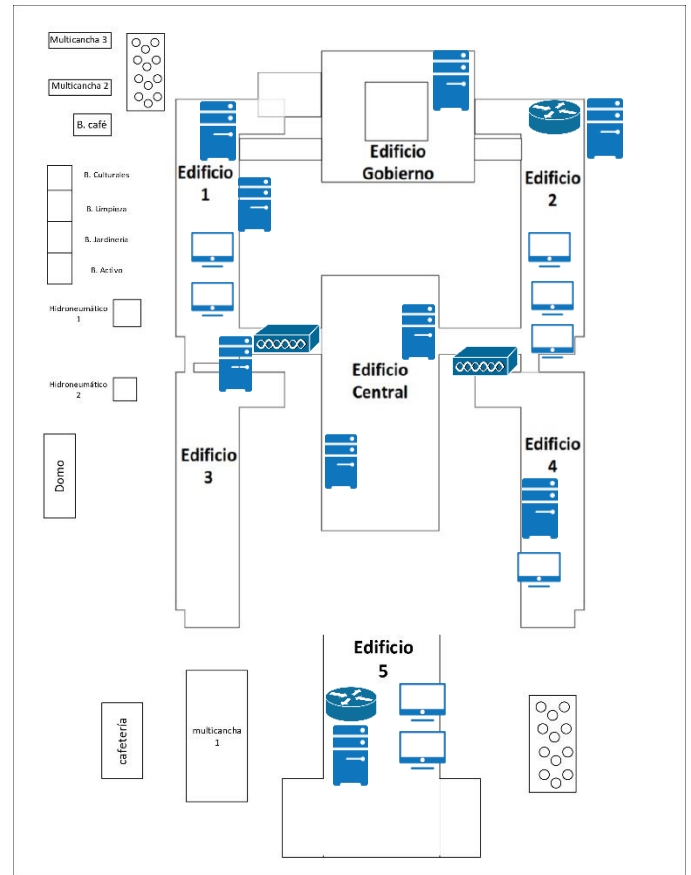 Multicancha 3
Multicancha 2
B. café
B. Culturales
B. Limpieza
B. Jardineria
B. Activo
Hidroneumático
1
Hidroneumático
2
Domo
cafetería
multicancha
1
Edificio
Gobierno
Edificio
1
Edificio
2
Edificio
Central
Edificio
3
Edificio
4
Edificio
5